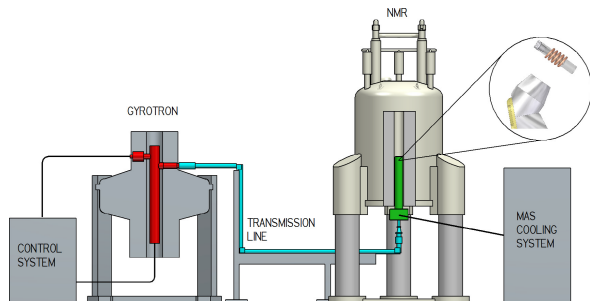 NMR
GYROTRON
TRANSMISSION
LINE
CONTROL
SYSTEM
MAS
COOLING
SYSTEM